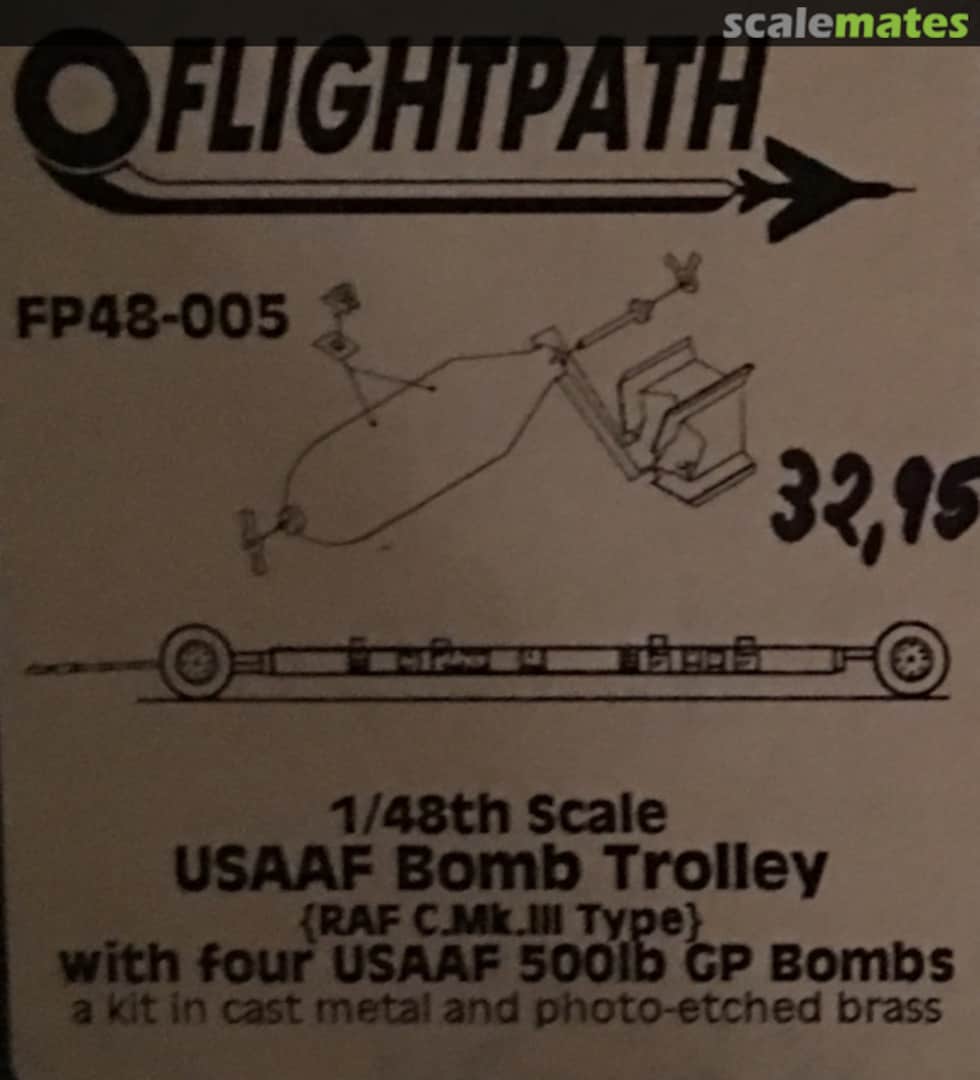 scalemates
FLIGHTPATH
FP48-005
32,95
1/48th Scale
USAAF Bomb Trolley
{RAF C.Mk.III Type}
with four USAAF 500lb GP Bombs
a kit in cast metal and photo-etched brass